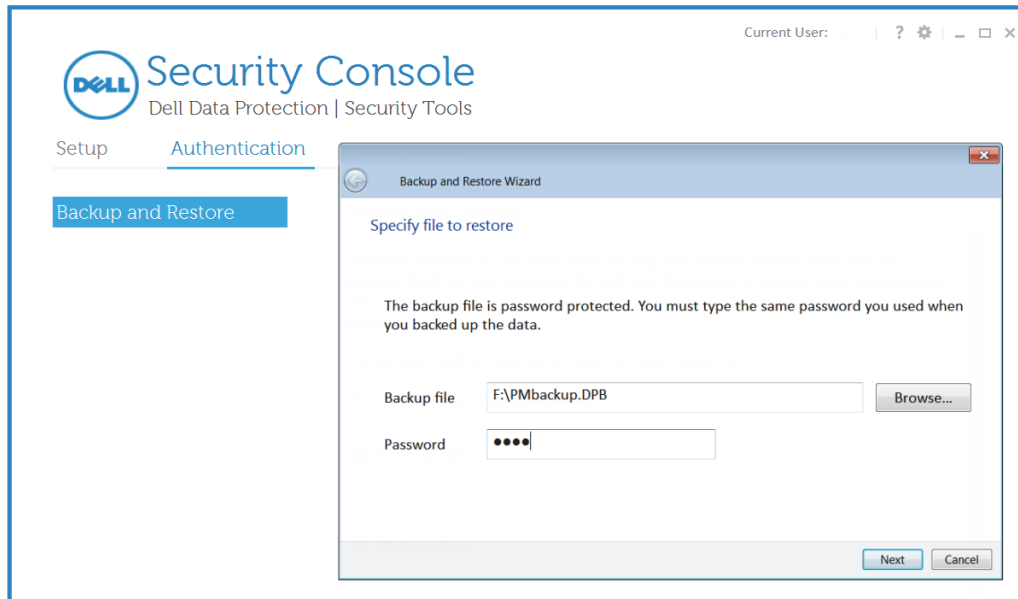 Current User:
?
DELL
Security Console
Dell Data Protection | Security Tools
Setup
Authentication
Backup and Restore
Backup and Restore Wizard
Specify file to restore
The backup file is password protected. You must type the same password you used when
you backed up the data.
Backup file
F:\PMbackup.DPB
Browse...
Password
••••
Next
Cancel